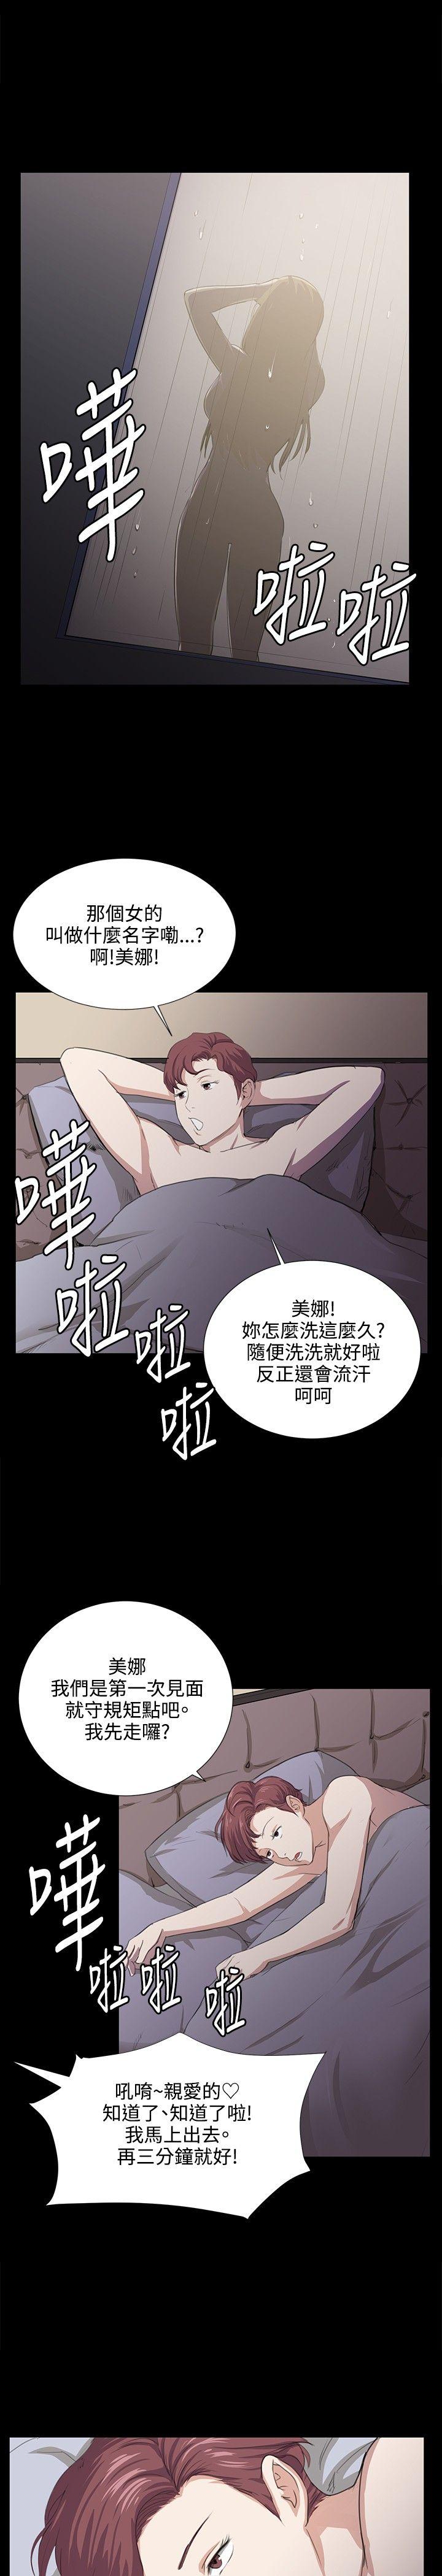 嘩
啦
啦
那個女的
叫做什麼名字嘞...?
啊!美娜!
嘩
啦
啦
啦
美娜!
妳怎麼洗這麼久?
隨便洗洗就好啦
反正還會流汗
呵呵
美娜
我們是第一次見面
就守規矩點吧。
我先走囉?
嘩
啦
啦
啦
吼唷~親愛的♡
知道了、知道了啦!
我馬上出去。
再三分鐘就好!